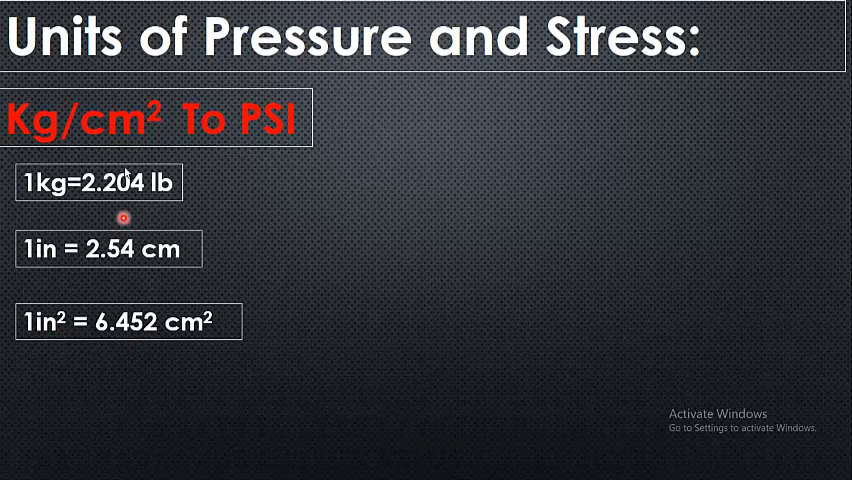 Units of Pressure and Stress:
Kg/cm² To PSI
1kg=2.204 lb
1in = 2.54 cm
1in² = 6.452 cm²
Activate Windows
Go to Settings to activate Windows.